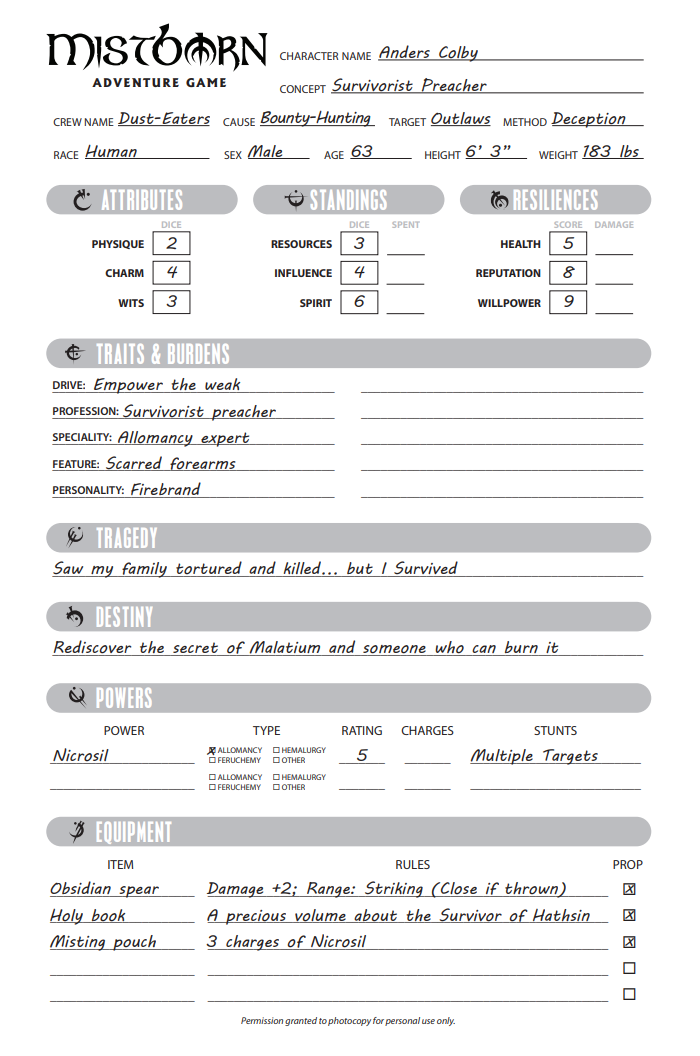 MISTBORN
ADVENTURE GAME
CHARACTER NAME Anders Colby
CONCEPT Survivorist Preacher
CREW NAME Dust-Eaters CAUSE Bounty-Hunting TARGET Outlaws METHOD Deception
RACE Human SEX Male AGE 63 HEIGHT 6' 3” WEIGHT 183 lbs
ATTRIBUTES STANDINGS RESILIENCES
DICE DICE SPENT SCORE DAMAGE
PHYSIQUE 2 RESOURCES 3 HEALTH 5
CHARM 4 INFLUENCE 4 REPUTATION 8
WITS 3 SPIRIT 6 WILLPOWER 9
TRAITS & BURDENS
DRIVE: Empower the weak
PROFESSION: Survivorist preacher
SPECIALITY: Allomancy expert
FEATURE: Scarred forearms
PERSONALITY: Firebrand
TRAGEDY
Saw my family tortured and killed... but I Survived
DESTINY
Rediscover the secret of Malatium and someone who can burn it
POWERS
POWER TYPE RATING CHARGES STUNTS
Nicrosil ☒ ALLOMANCY ☐ HEMALURGY 5 Multiple Targets
☐ FERUCHEMY ☐ OTHER
☐ ALLOMANCY ☐ HEMALURGY
☐ FERUCHEMY ☐ OTHER
EQUIPMENT
ITEM RULES PROP
Obsidian spear Damage +2; Range: Striking (Close if thrown) ☒
Holy book A precious volume about the Survivor of Hathsin ☒
Misting pouch 3 charges of Nicrosil ☒
☐
☐
Permission granted to photocopy for personal use only.